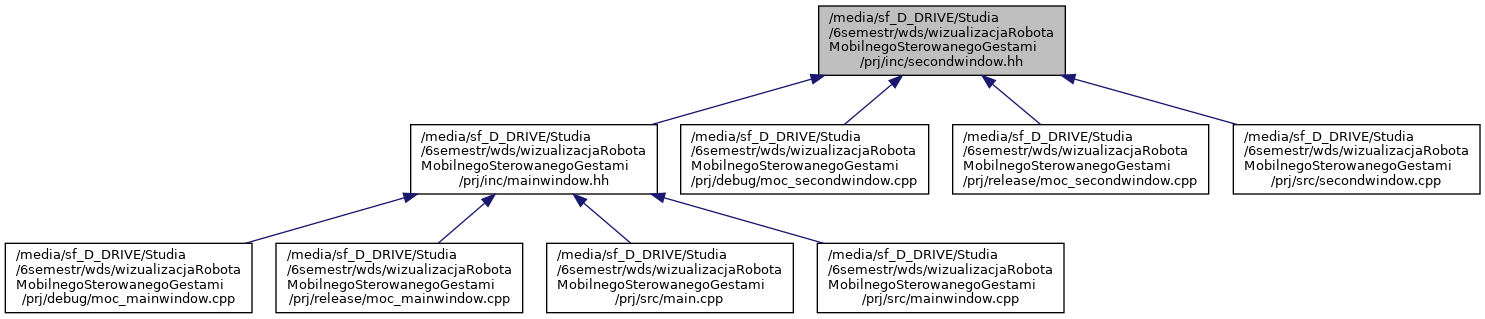 /media/sf_D_DRIVE/Studia
/6semestr/wds/wizualizacjaRobota
MobilnegoSterowanegoGestami
/prj/inc/secondwindow.hh
/media/sf_D_DRIVE/Studia
/6semestr/wds/wizualizacjaRobota
MobilnegoSterowanegoGestami
/prj/inc/mainwindow.hh
/media/sf_D_DRIVE/Studia
/6semestr/wds/wizualizacjaRobota
MobilnegoSterowanegoGestami
/prj/debug/moc_secondwindow.cpp
/media/sf_D_DRIVE/Studia
/6semestr/wds/wizualizacjaRobota
MobilnegoSterowanegoGestami
/prj/release/moc_secondwindow.cpp
/media/sf_D_DRIVE/Studia
/6semestr/wds/wizualizacjaRobota
MobilnegoSterowanegoGestami
/prj/src/secondwindow.cpp
/media/sf_D_DRIVE/Studia
/6semestr/wds/wizualizacjaRobota
MobilnegoSterowanegoGestami
/prj/debug/moc_mainwindow.cpp
/media/sf_D_DRIVE/Studia
/6semestr/wds/wizualizacjaRobota
MobilnegoSterowanegoGestami
/prj/release/moc_mainwindow.cpp
/media/sf_D_DRIVE/Studia
/6semestr/wds/wizualizacjaRobota
MobilnegoSterowanegoGestami
/prj/src/main.cpp
/media/sf_D_DRIVE/Studia
/6semestr/wds/wizualizacjaRobota
MobilnegoSterowanegoGestami
/prj/src/mainwindow.cpp